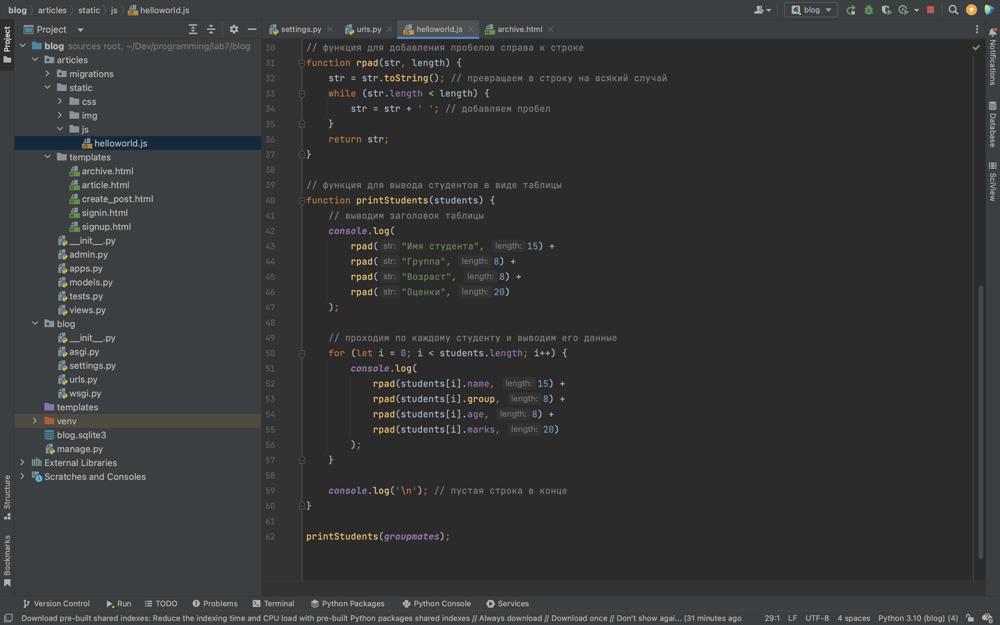 blog articles static js helloworld.js
blog
Project
settings.py
urls.py
helloworld.js
archive.html
Project
blog sources root, ~/Dev/programming/lab7/blog
articles
migrations
static
css
img
js
helloworld.js
templates
archive.html
article.html
create_post.html
signin.html
signup.html
__init__.py
admin.py
apps.py
models.py
tests.py
views.py
blog
__init__.py
asgi.py
settings.py
urls.py
wsgi.py
templates
venv
blog.sqlite3
manage.py
External Libraries
Scratches and Consoles
Structure
Bookmarks
30 // функция для добавления пробелов справа к строке
31 function rpad(str, length) {
32 str = str.toString(); // превращаем в строку на всякий случай
33 while (str.length < length) {
34 str = str + ' '; // добавляем пробел
35 }
36 return str;
37 }
38
39 // функция для вывода студентов в виде таблицы
40 function printStudents(students) {
41 // выводим заголовок таблицы
42 console.log(
43 rpad( str: "Имя студента", length: 15) +
44 rpad( str: "Группа", length: 8) +
45 rpad( str: "Возраст", length: 8) +
46 rpad( str: "Оценки", length: 20)
47 );
48
49 // проходим по каждому студенту и выводим его данные
50 for (let i = 0; i < students.length; i++) {
51 console.log(
52 rpad(students[i].name, length: 15) +
53 rpad(students[i].group, length: 8) +
54 rpad(students[i].age, length: 8) +
55 rpad(students[i].marks, length: 20)
56 );
57 }
58
59 console.log('\n'); // пустая строка в конце
60 }
61
62 printStudents(groupmates);
Notifications
Database
SciView
Version Control
Run
TODO
Problems
Terminal
Python Packages
Python Console
Services
Download pre-built shared indexes: Reduce the indexing time and CPU load with pre-built Python packages shared indexes // Always download // Download once // Don't show agai... (31 minutes ago)
29:1 LF UTF-8 4 spaces Python 3.10 (blog) (4)